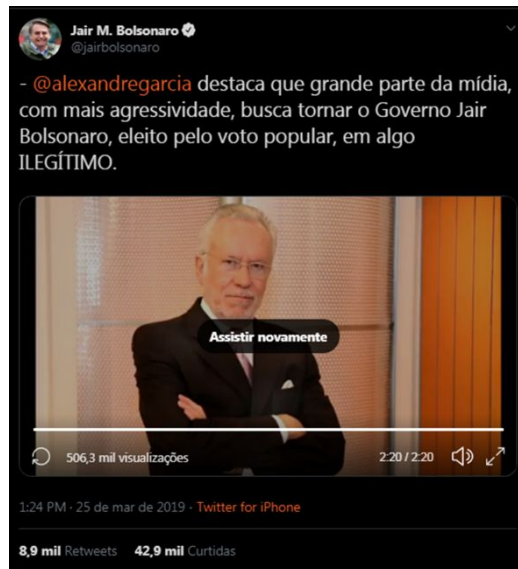 Jair M. Bolsonaro
@jairbolsonaro
- @alexandregarcia destaca que grande parte da mídia,
com mais agressividade, busca tornar o Governo Jair
Bolsonaro, eleito pelo voto popular, em algo
ILEGÍTIMO.
Assistir novamente
506,3 mil visualizações 2:20 / 2:20
1:24 PM · 25 de mar de 2019 · Twitter for iPhone
8,9 mil Retweets 42,9 mil Curtidas